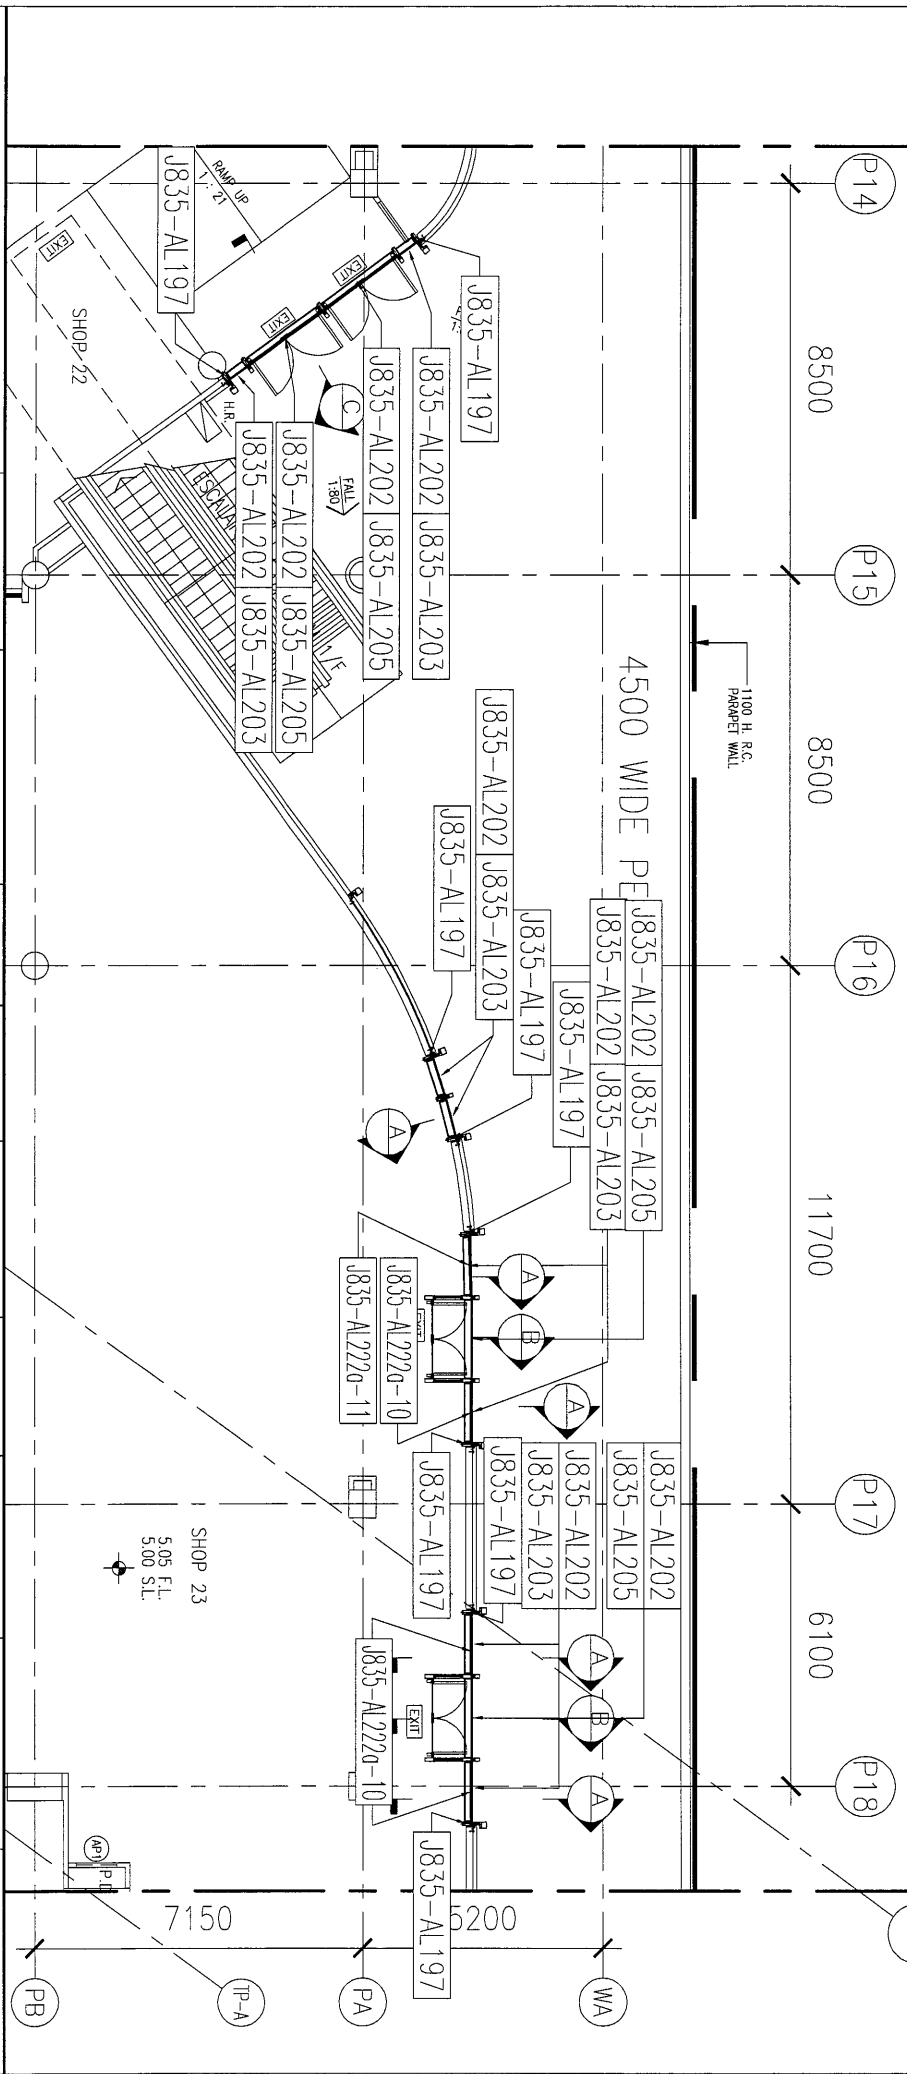 P14
8500
P15
8500
P16
11700
P17
6100
P18
1100 H. R.C.
PARAPET WALL
4500 WIDE PE
RAMP UP
1 : 21
J835-AL197
J835-AL197
EXIT
EXIT
EXIT
SHOP 22
H.R
C
FALL
1:80
1/F
J835-AL202 J835-AL203
J835-AL202 J835-AL205
J835-AL202 J835-AL205
J835-AL202 J835-AL203
J835-AL202 J835-AL203
J835-AL197
J835-AL197
J835-AL197
J835-AL202 J835-AL205
J835-AL202 J835-AL203
A
A
B
A
EXIT
J835-AL222a-10
J835-AL222a-11
J835-AL202
J835-AL205
J835-AL202
J835-AL203
J835-AL197
J835-AL197
A
B
A
EXIT
J835-AL222a-10
J835-AL197
SHOP 23
5.05 F.L.
5.00 S.L.
AP1
7150
PB
TP-A
PA
WA